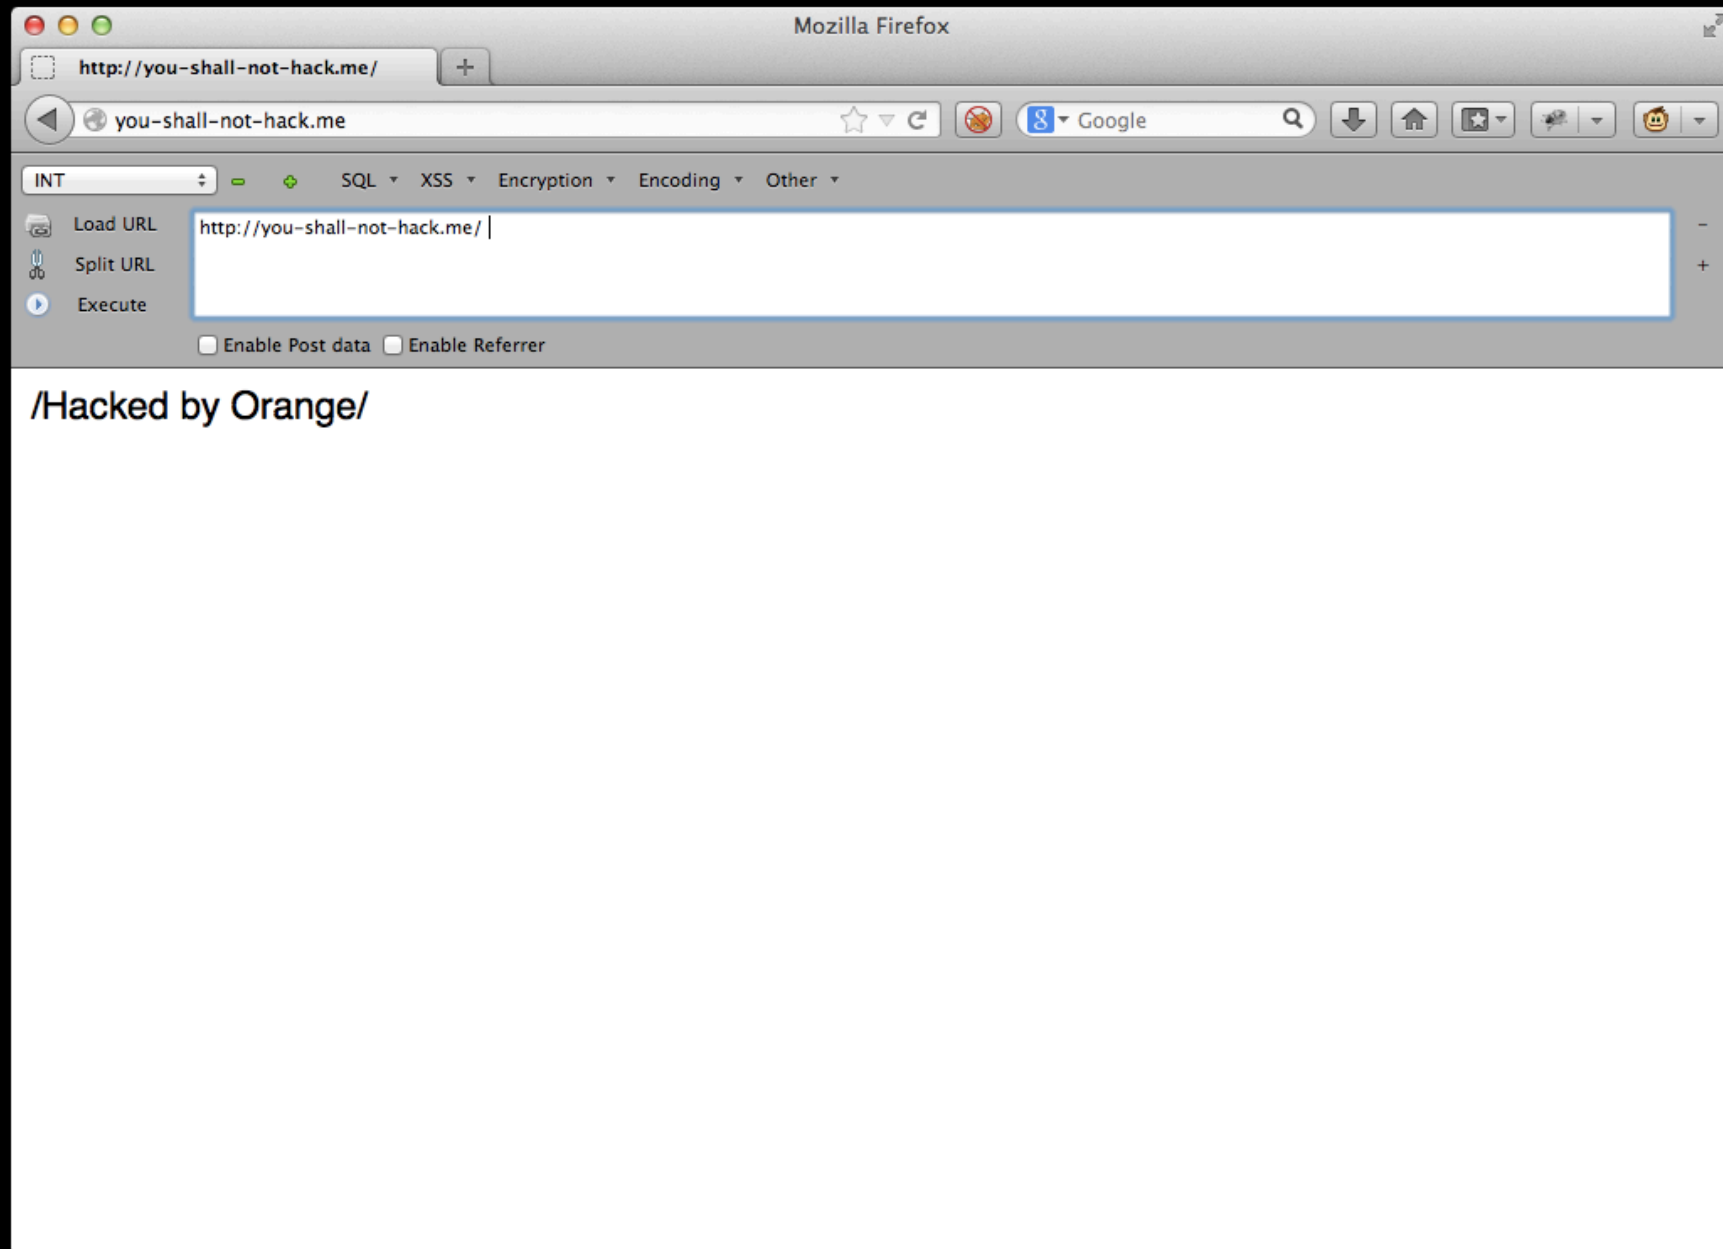 Mozilla Firefox
http://you-shall-not-hack.me/
you-shall-not-hack.me
8 Google
INT SQL XSS Encryption Encoding Other
Load URL
http://you-shall-not-hack.me/
Split URL
Execute
Enable Post data Enable Referrer
/Hacked by Orange/